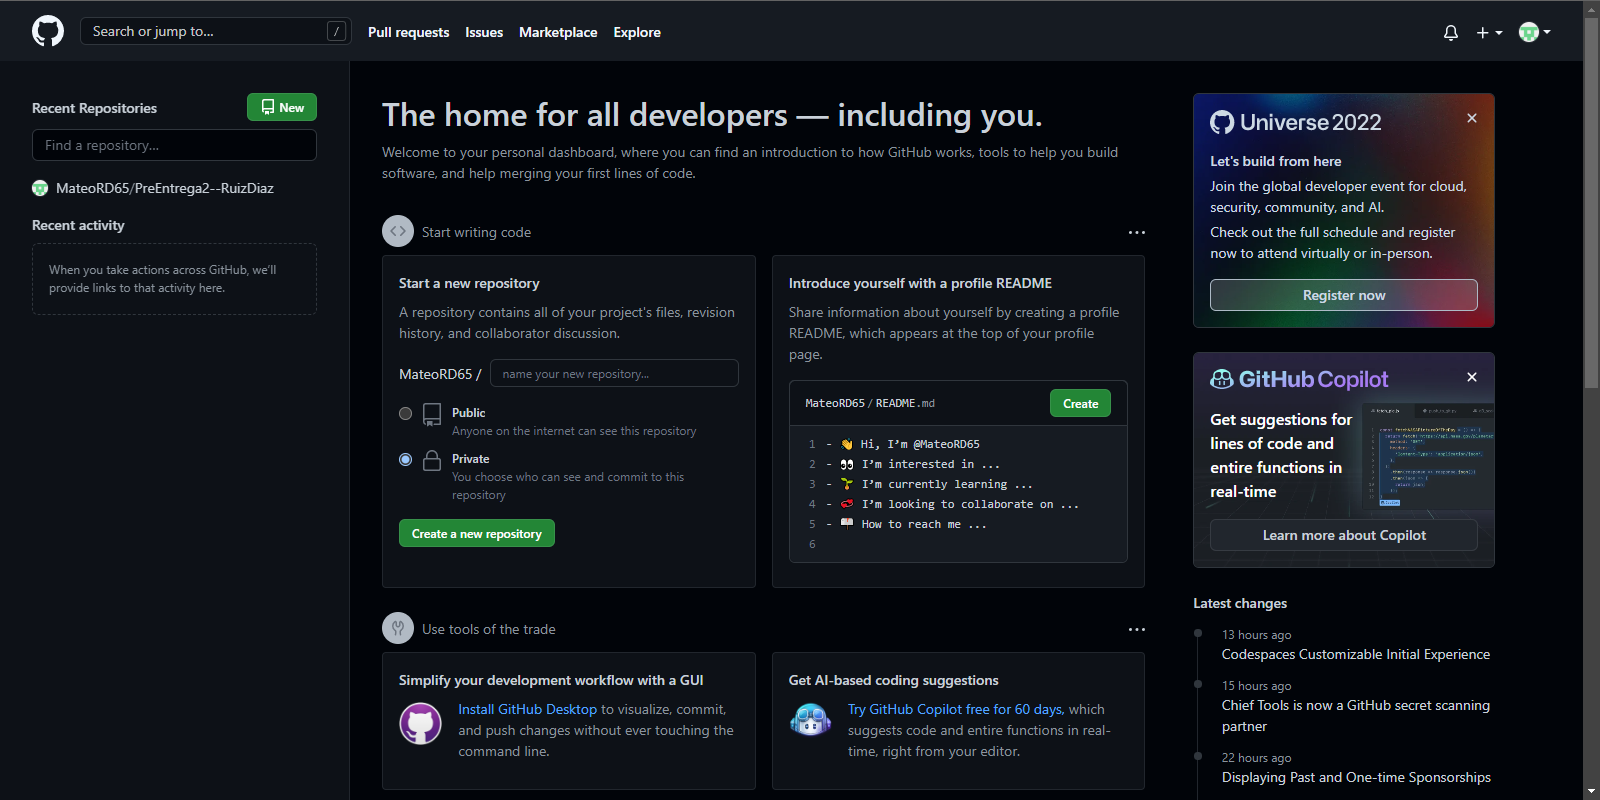 Search or jump to...
/
Pull requests
Issues
Marketplace
Explore
Recent Repositories
New
Find a repository...
MateoRD65/PreEntrega2--RuizDiaz
Recent activity
When you take actions across GitHub, we'll
provide links to that activity here.
The home for all developers — including you.
Welcome to your personal dashboard, where you can find an introduction to how GitHub works, tools to help you build
software, and help merging your first lines of code.
Start writing code
Start a new repository
A repository contains all of your project's files, revision
history, and collaborator discussion.
MateoRD65 /
name your new repository...
Public
Anyone on the internet can see this repository
Private
You choose who can see and commit to this
repository
Create a new repository
Introduce yourself with a profile README
Share information about yourself by creating a profile
README, which appears at the top of your profile
page.
MateoRD65 / README.md
Create
1 - 👋 Hi, I'm @MateoRD65
2 - 👀 I'm interested in ...
3 - 🌱 I'm currently learning ...
4 - 💞️ I'm looking to collaborate on ...
5 - 📫 How to reach me ...
6
Use tools of the trade
Simplify your development workflow with a GUI
Install GitHub Desktop to visualize, commit,
and push changes without ever touching the
command line.
Get AI-based coding suggestions
Try GitHub Copilot free for 60 days, which
suggests code and entire functions in real-
time, right from your editor.
Universe 2022
Let's build from here
Join the global developer event for cloud,
security, community, and AI.
Check out the full schedule and register
now to attend virtually or in-person.
Register now
GitHub Copilot
Get suggestions for
lines of code and
entire functions in
real-time
Learn more about Copilot
Latest changes
13 hours ago
Codespaces Customizable Initial Experience
15 hours ago
Chief Tools is now a GitHub secret scanning
partner
22 hours ago
Displaying Past and One-time Sponsorships